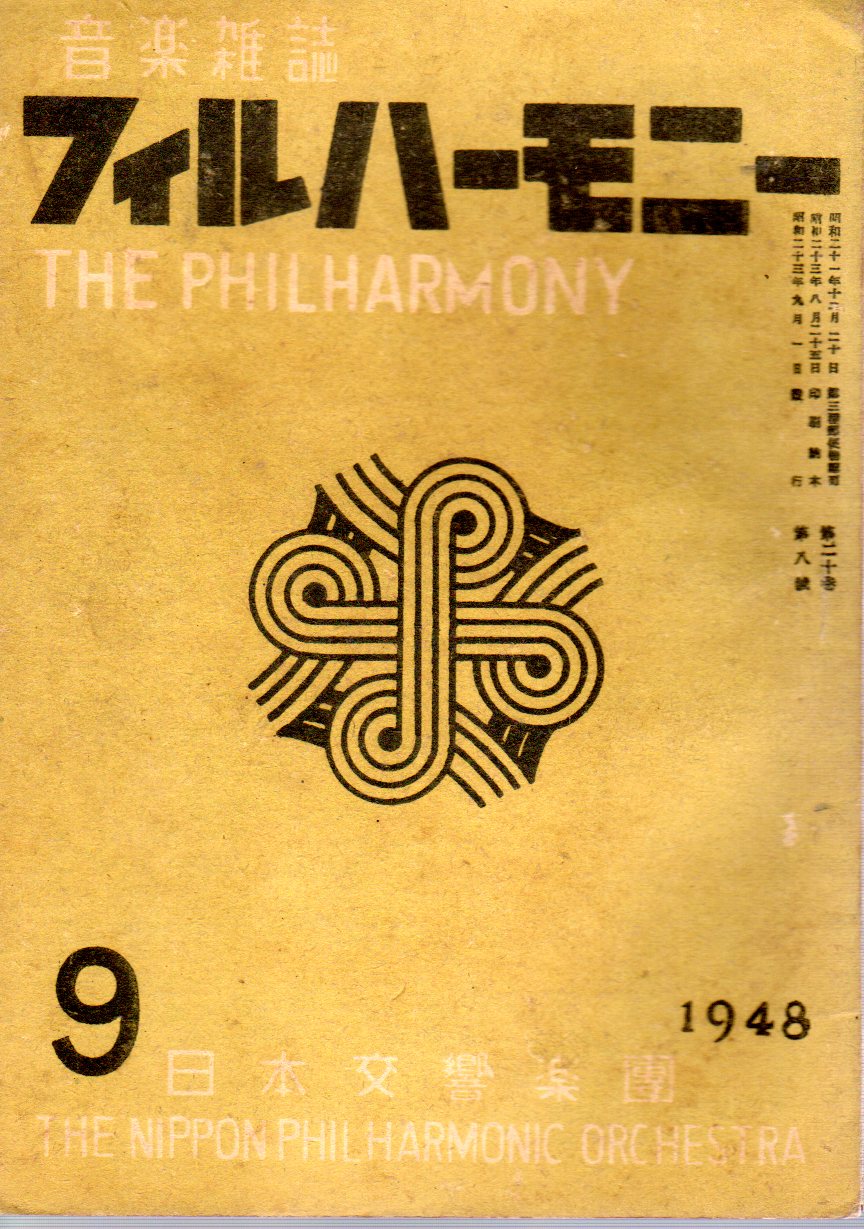 音楽雑誌
フィルハーモニー
THE PHILHARMONY
昭和二十一年十二月二十日 第三種郵便物認可
昭和二十三年八月二十五日 印刷納本
昭和二十三年九月一日 發行
第二十巻
第八號
9
1948
日本交響楽團
THE NIPPON PHILHARMONIC ORCHESTRA